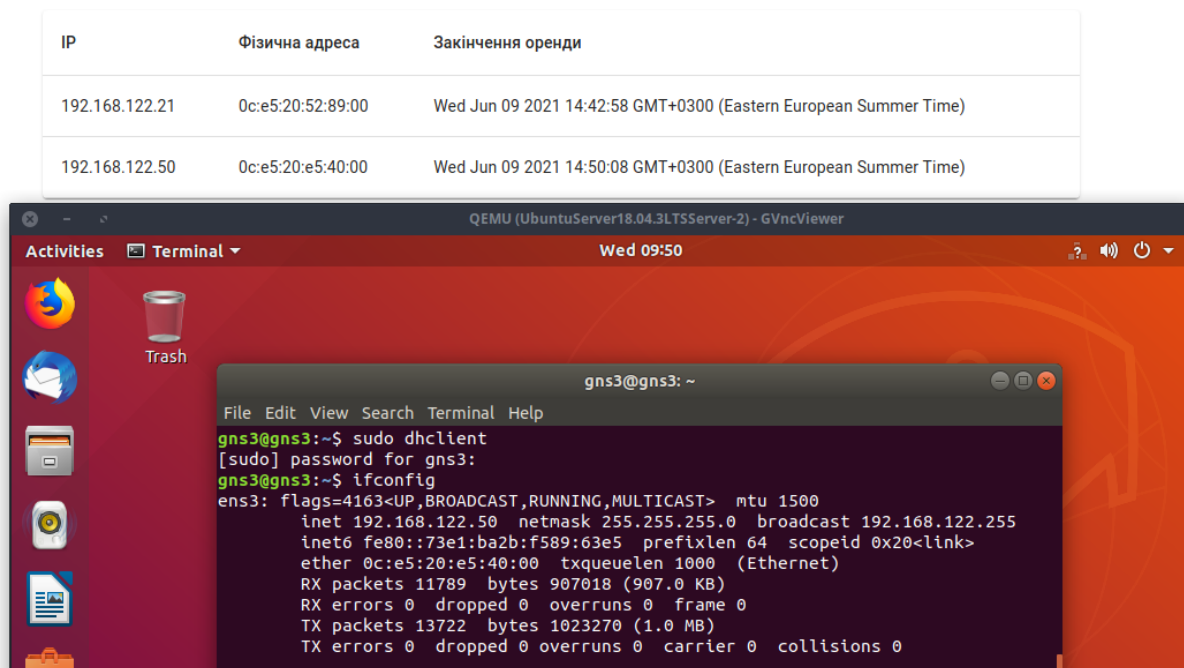 IP Фізична адреса Закінчення оренди
192.168.122.21 0c:e5:20:52:89:00 Wed Jun 09 2021 14:42:58 GMT+0300 (Eastern European Summer Time)
192.168.122.50 0c:e5:20:e5:40:00 Wed Jun 09 2021 14:50:08 GMT+0300 (Eastern European Summer Time)
QEMU (UbuntuServer18.04.3LTSServer-2) - GVncViewer
Activities Terminal Wed 09:50 ?
Trash
gns3@gns3: ~
File Edit View Search Terminal Help
gns3@gns3:~$ sudo dhclient
[sudo] password for gns3:
gns3@gns3:~$ ifconfig
ens3: flags=4163<UP,BROADCAST,RUNNING,MULTICAST> mtu 1500
inet 192.168.122.50 netmask 255.255.255.0 broadcast 192.168.122.255
inet6 fe80::73e1:ba2b:f589:63e5 prefixlen 64 scopeid 0x20<link>
ether 0c:e5:20:e5:40:00 txqueuelen 1000 (Ethernet)
RX packets 11789 bytes 907018 (907.0 KB)
RX errors 0 dropped 0 overruns 0 frame 0
TX packets 13722 bytes 1023270 (1.0 MB)
TX errors 0 dropped 0 overruns 0 carrier 0 collisions 0